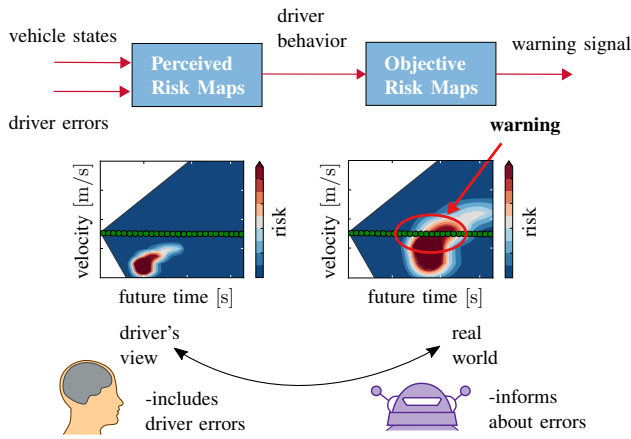 vehicle states
driver errors
Perceived
Risk Maps
driver
behavior
Objective
Risk Maps
warning signal
warning
velocity [m/s]
future time [s]
risk
velocity [m/s]
future time [s]
risk
driver's
view
real
world
-includes
driver errors
-informs
about errors